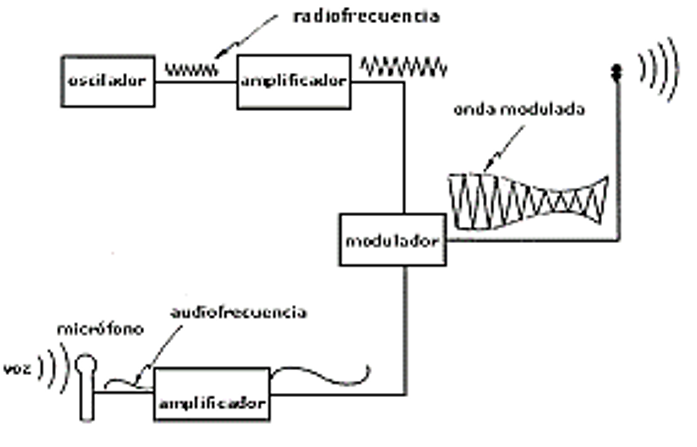 radiofrecuencia
oscilador
amplificador
onda modulada
modulador
audiofrecuencia
micrófono
voz
amplificador